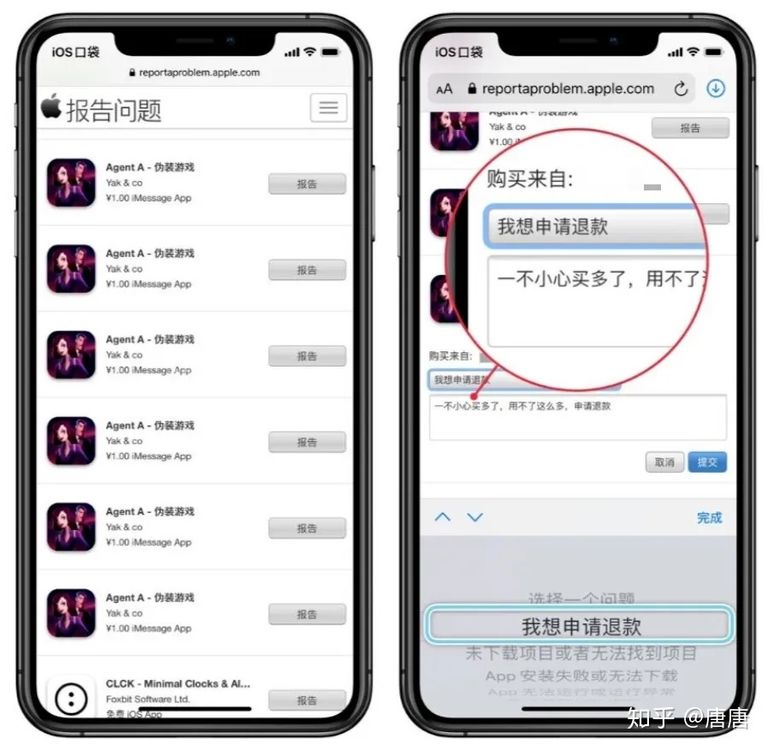 iOS口袋
reportaproblem.apple.com
报告问题
Agent A - 伪装游戏
Yak & co
¥1.00 iMessage App
报告
Agent A - 伪装游戏
Yak & co
¥1.00 iMessage App
报告
Agent A - 伪装游戏
Yak & co
¥1.00 iMessage App
报告
Agent A - 伪装游戏
Yak & co
¥1.00 iMessage App
报告
Agent A - 伪装游戏
Yak & co
¥1.00 iMessage App
报告
Agent A - 伪装游戏
Yak & co
¥1.00 iMessage App
报告
CLCK - Minimal Clocks & Al...
Foxbit Software Ltd.
免费 iOS App
报告
iOS口袋
AA reportaproblem.apple.com
Agent A - 伪装游戏
Yak & co
¥1.00
报告
购买来自:
我想申请退款
一不小心买多了，用不了
购买来自:
我想申请退款
一不小心买多了，用不了这么多，申请退款
取消
提交
完成
选择一个问题
我想申请退款
未下载项目或者无法找到项目
App 安装失败或无法下载
App 无法运行或运行异常
知乎 @唐唐